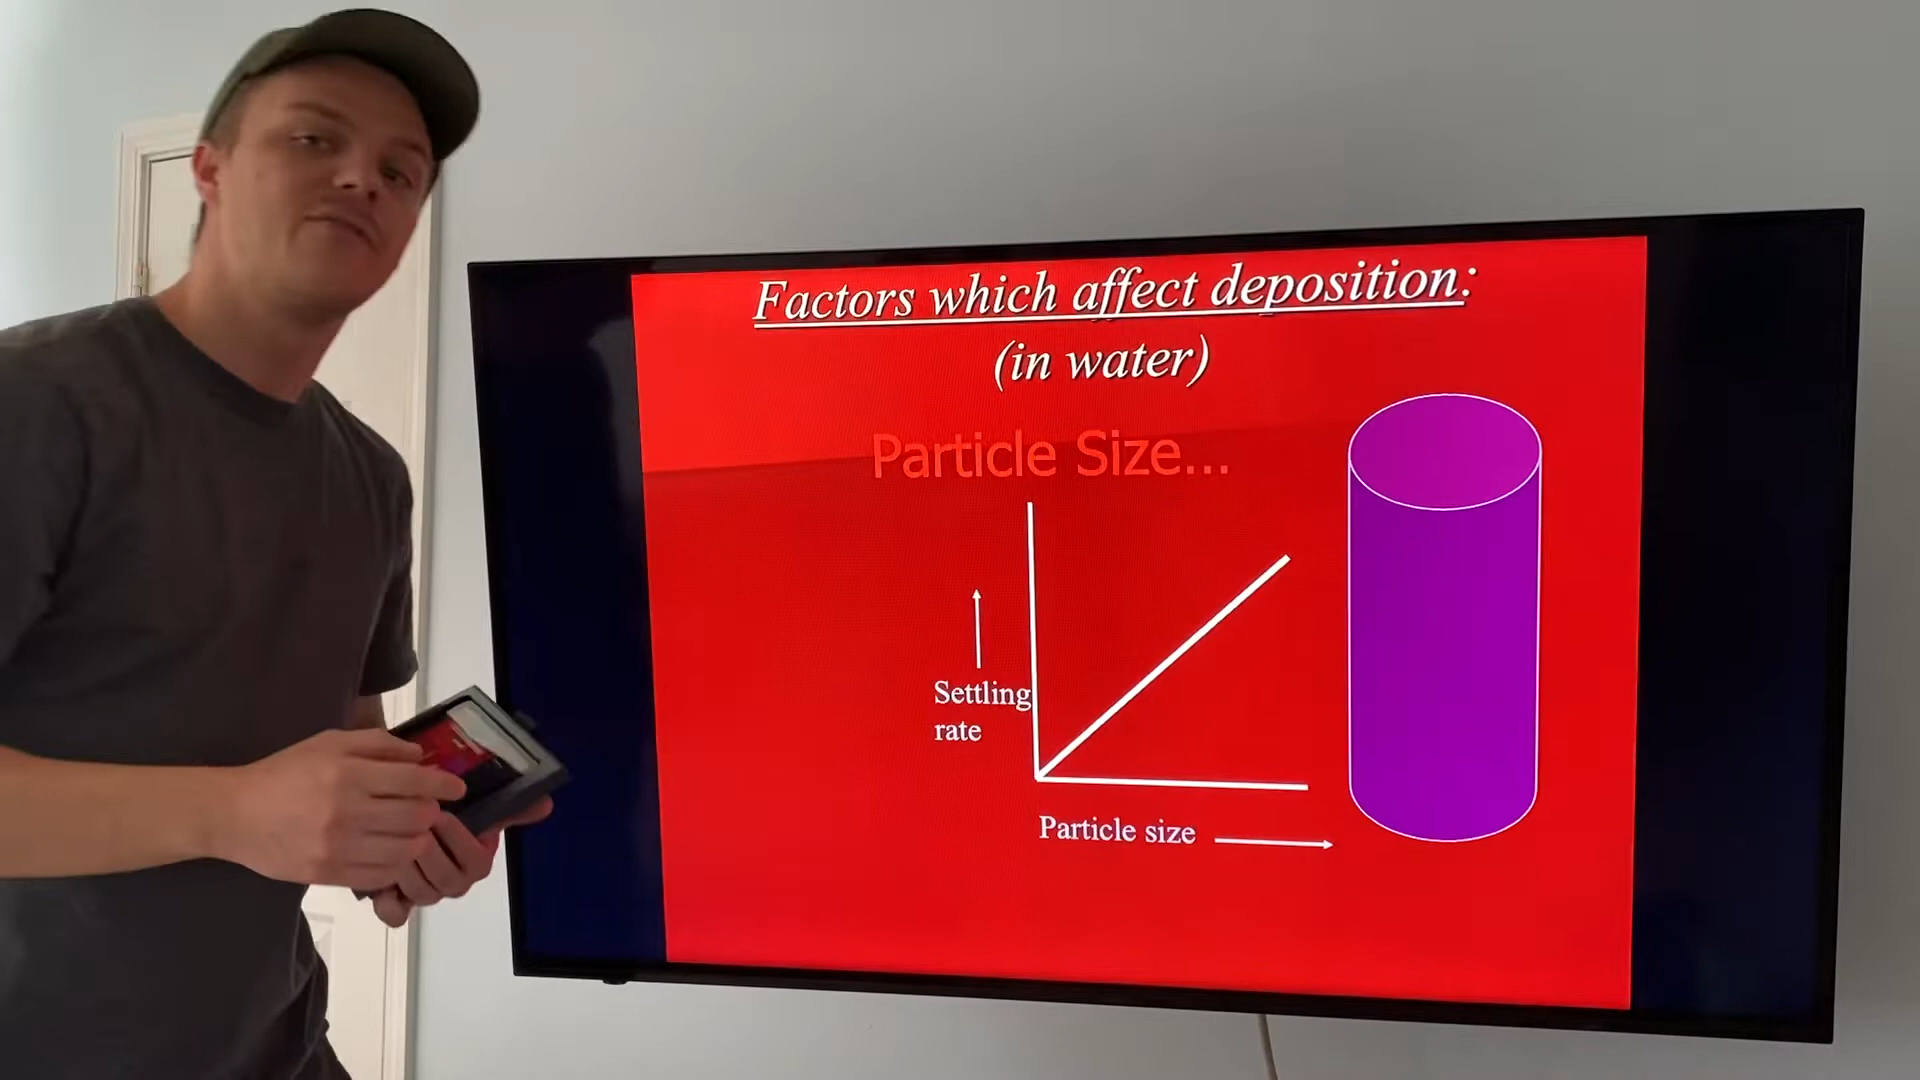 Factors which affect deposition:
(in water)
Particle Size...
Settling
rate
Particle size